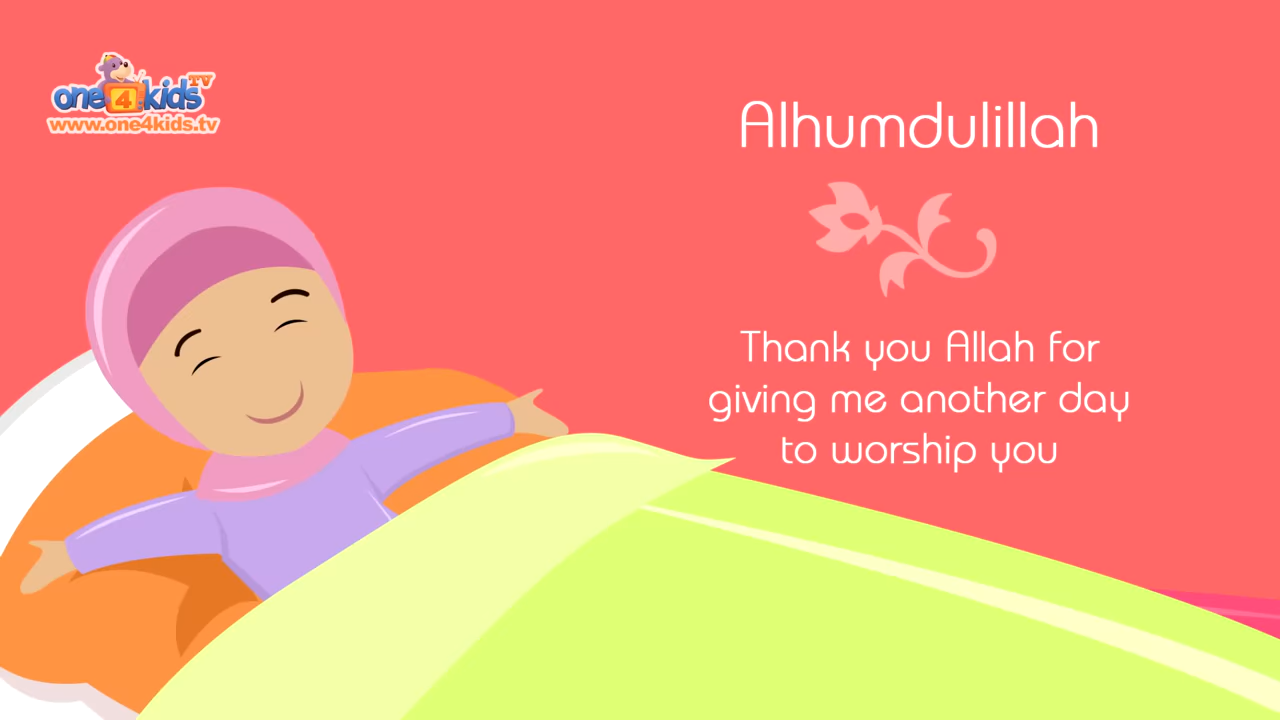 one4kids TV
www.one4kids.tv
Alhumdulillah
Thank you Allah for
giving me another day
to worship you